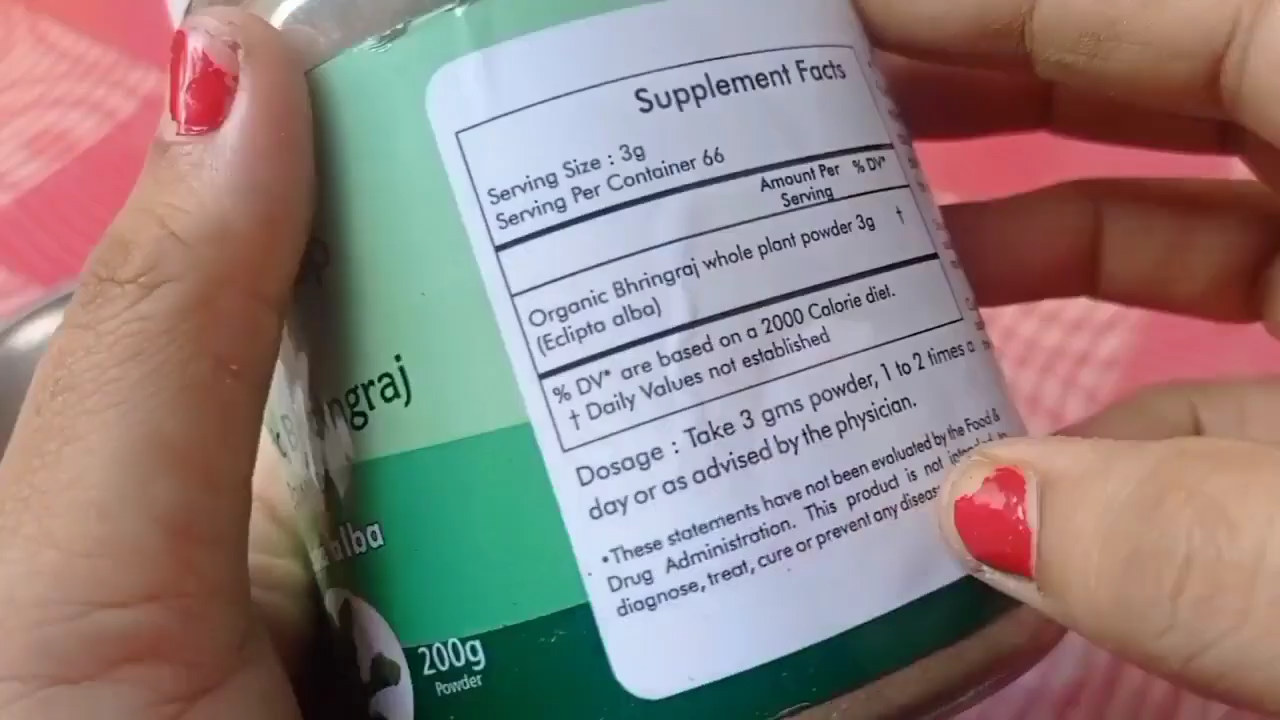 Supplement Facts
Serving Size : 3g
Serving Per Container 66
Amount Per % DV*
Serving
Organic Bhringraj whole plant powder 3g †
(Eclipta alba)
% DV* are based on a 2000 Calorie diet.
† Daily Values not established
Dosage : Take 3 gms powder, 1 to 2 times a
day or as advised by the physician.
*These statements have not been evaluated by the Food &
Drug Administration. This product is not intended to
diagnose, treat, cure or prevent any disease
ngraj
alba
200g
Powder